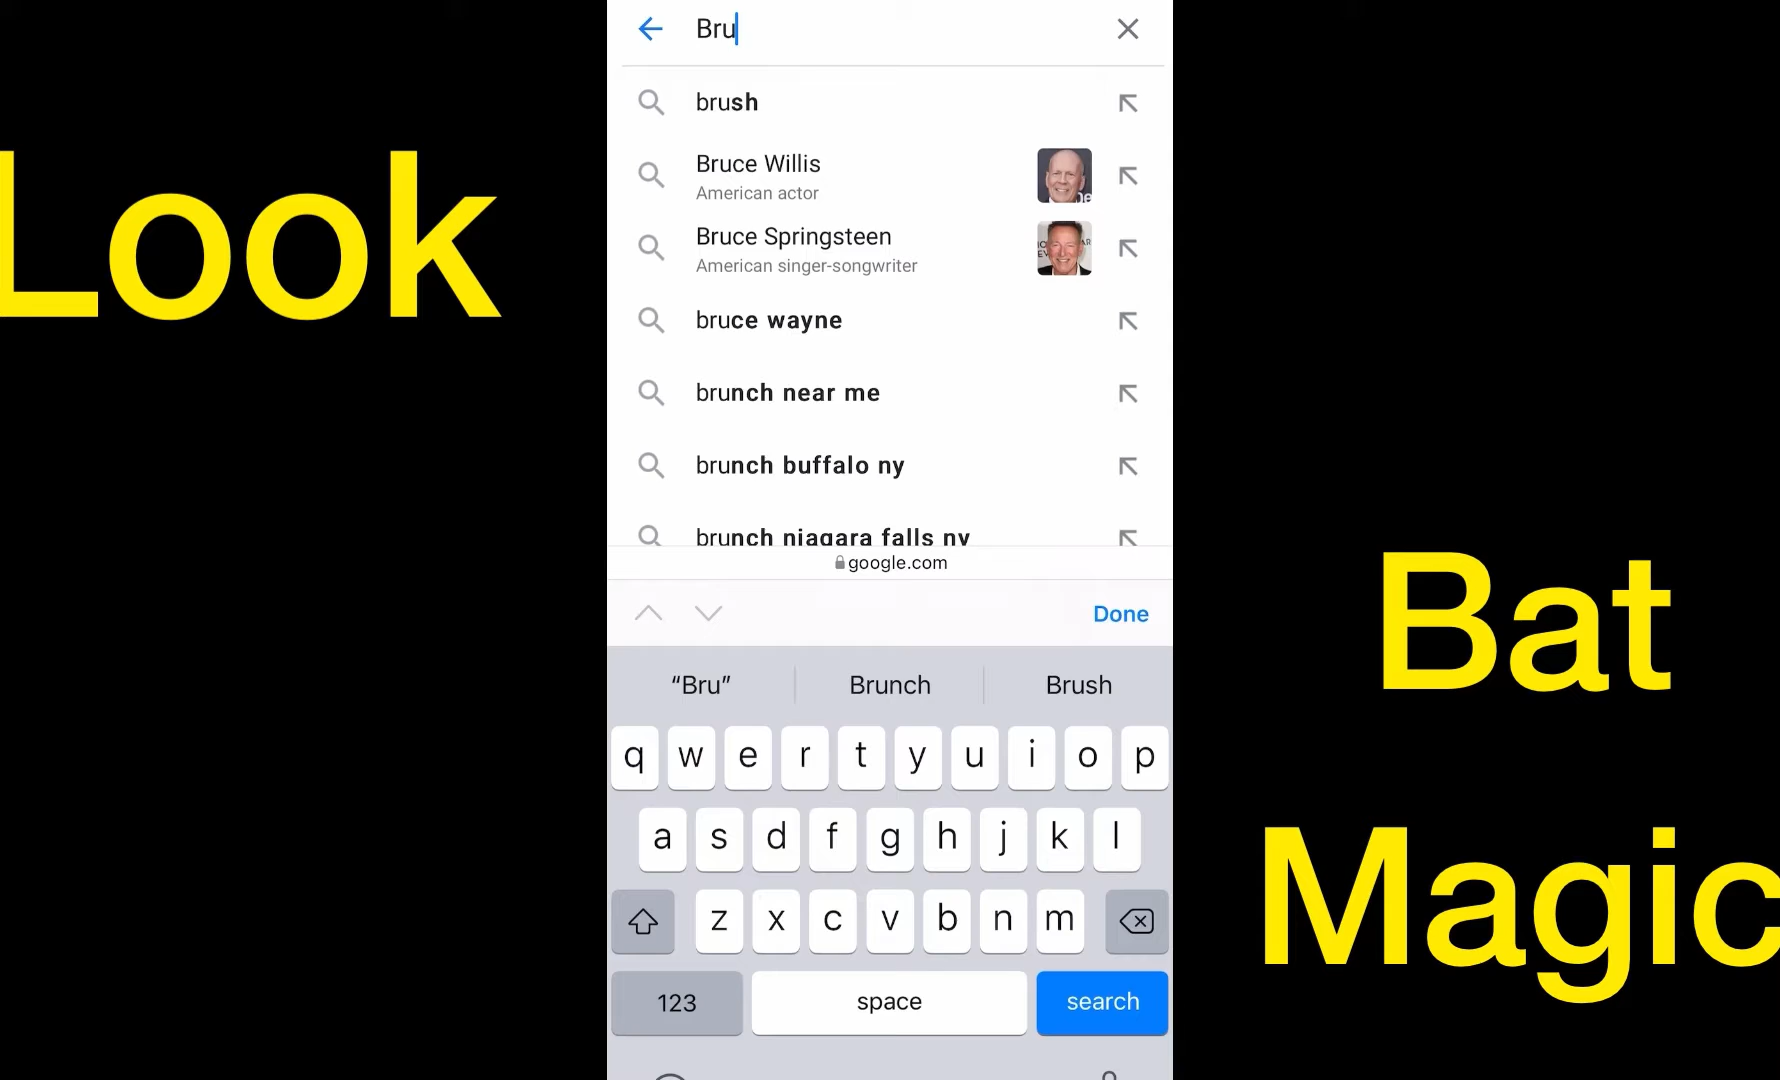 Look
Bru
brush
Bruce Willis
American actor
Bruce Springsteen
American singer-songwriter
bruce wayne
brunch near me
brunch buffalo ny
brunch niagara falls ny
google.com
Done
“Bru” Brunch Brush
q w e r t y u i o p
a s d f g h j k l
z x c v b n m
123 space search
Bat
Magic